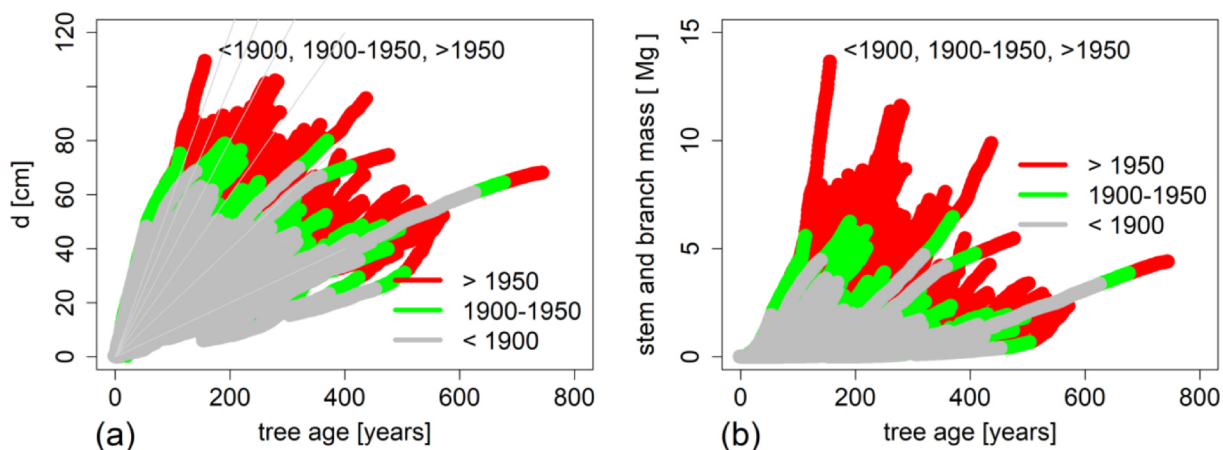 <1900, 1900-1950, >1950
120
80
60
40
20
0
d [cm]
> 1950
1900-1950
< 1900
0 200 400 600 800
(a) tree age [years]
<1900, 1900-1950, >1950
15
10
5
0
stem and branch mass [ Mg ]
> 1950
1900-1950
< 1900
0 200 400 600 800
(b) tree age [years]